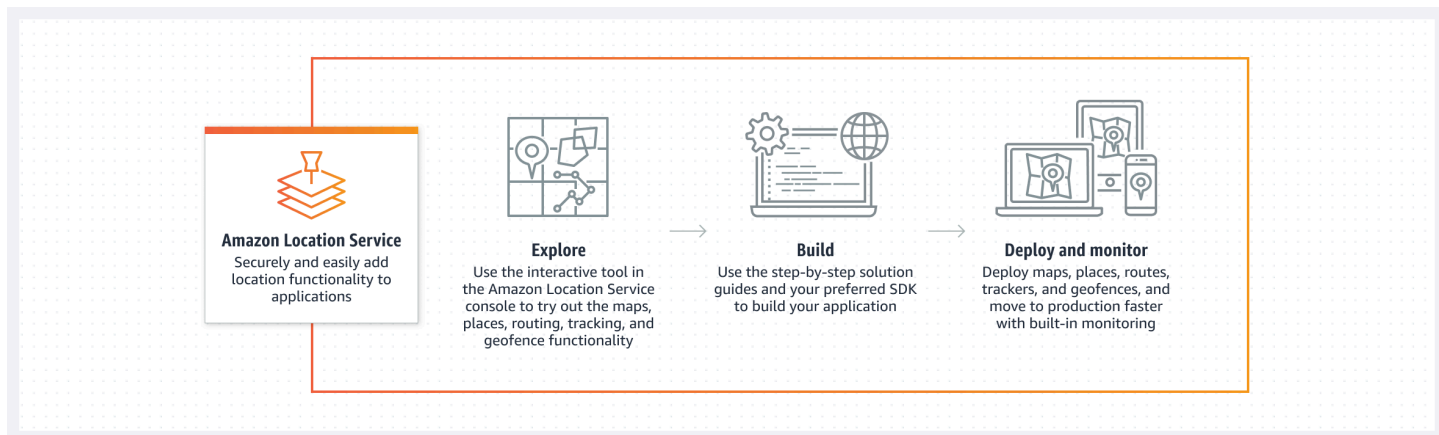 Amazon Location Service
Securely and easily add
location functionality to
applications
Explore
Use the interactive tool in
the Amazon Location Service
console to try out the maps,
places, routing, tracking, and
geofence functionality
Build
Use the step-by-step solution
guides and your preferred SDK
to build your application
Deploy and monitor
Deploy maps, places, routes,
trackers, and geofences, and
move to production faster
with built-in monitoring